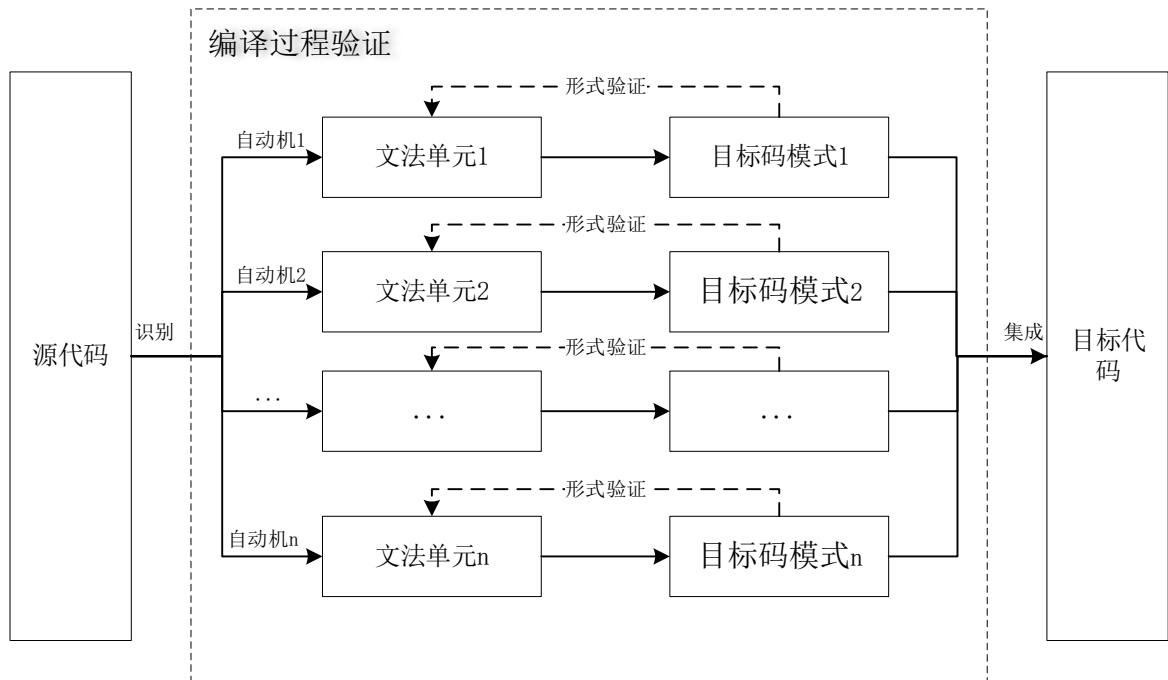 编译过程验证
形式验证
自动机1
文法单元1
目标码模式1
形式验证
自动机2
文法单元2
目标码模式2
识别
源代码
形式验证
集成
目标代
码
...
...
...
形式验证
自动机n
文法单元n
目标码模式n